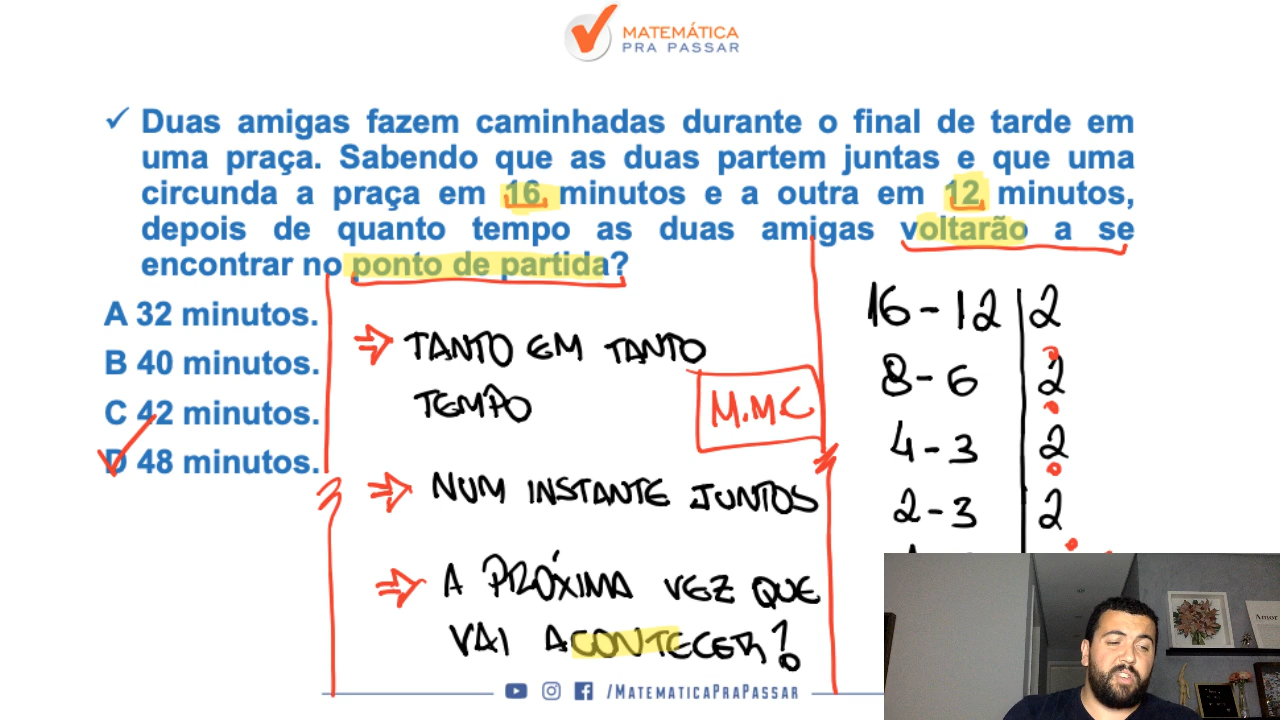 MATEMÁTICA
PRA PASSAR
✓ Duas amigas fazem caminhadas durante o final de tarde em
uma praça. Sabendo que as duas partem juntas e que uma
circunda a praça em 16 minutos e a outra em 12 minutos,
depois de quanto tempo as duas amigas voltarão a se
encontrar no ponto de partida?
A 32 minutos.
B 40 minutos.
C 42 minutos.
D 48 minutos.
⇒ TANTO EM TANTO
TEMPO
M.MC
⇒ NUM INSTANTE JUNTOS
⇒ A PRÓXIMA VEZ QUE
VAI ACONTECER?
16 - 12 | 2
8 - 6 | 2
4 - 3 | 2
2 - 3 | 2
/MATEMATICAPRAPASSAR
Amor